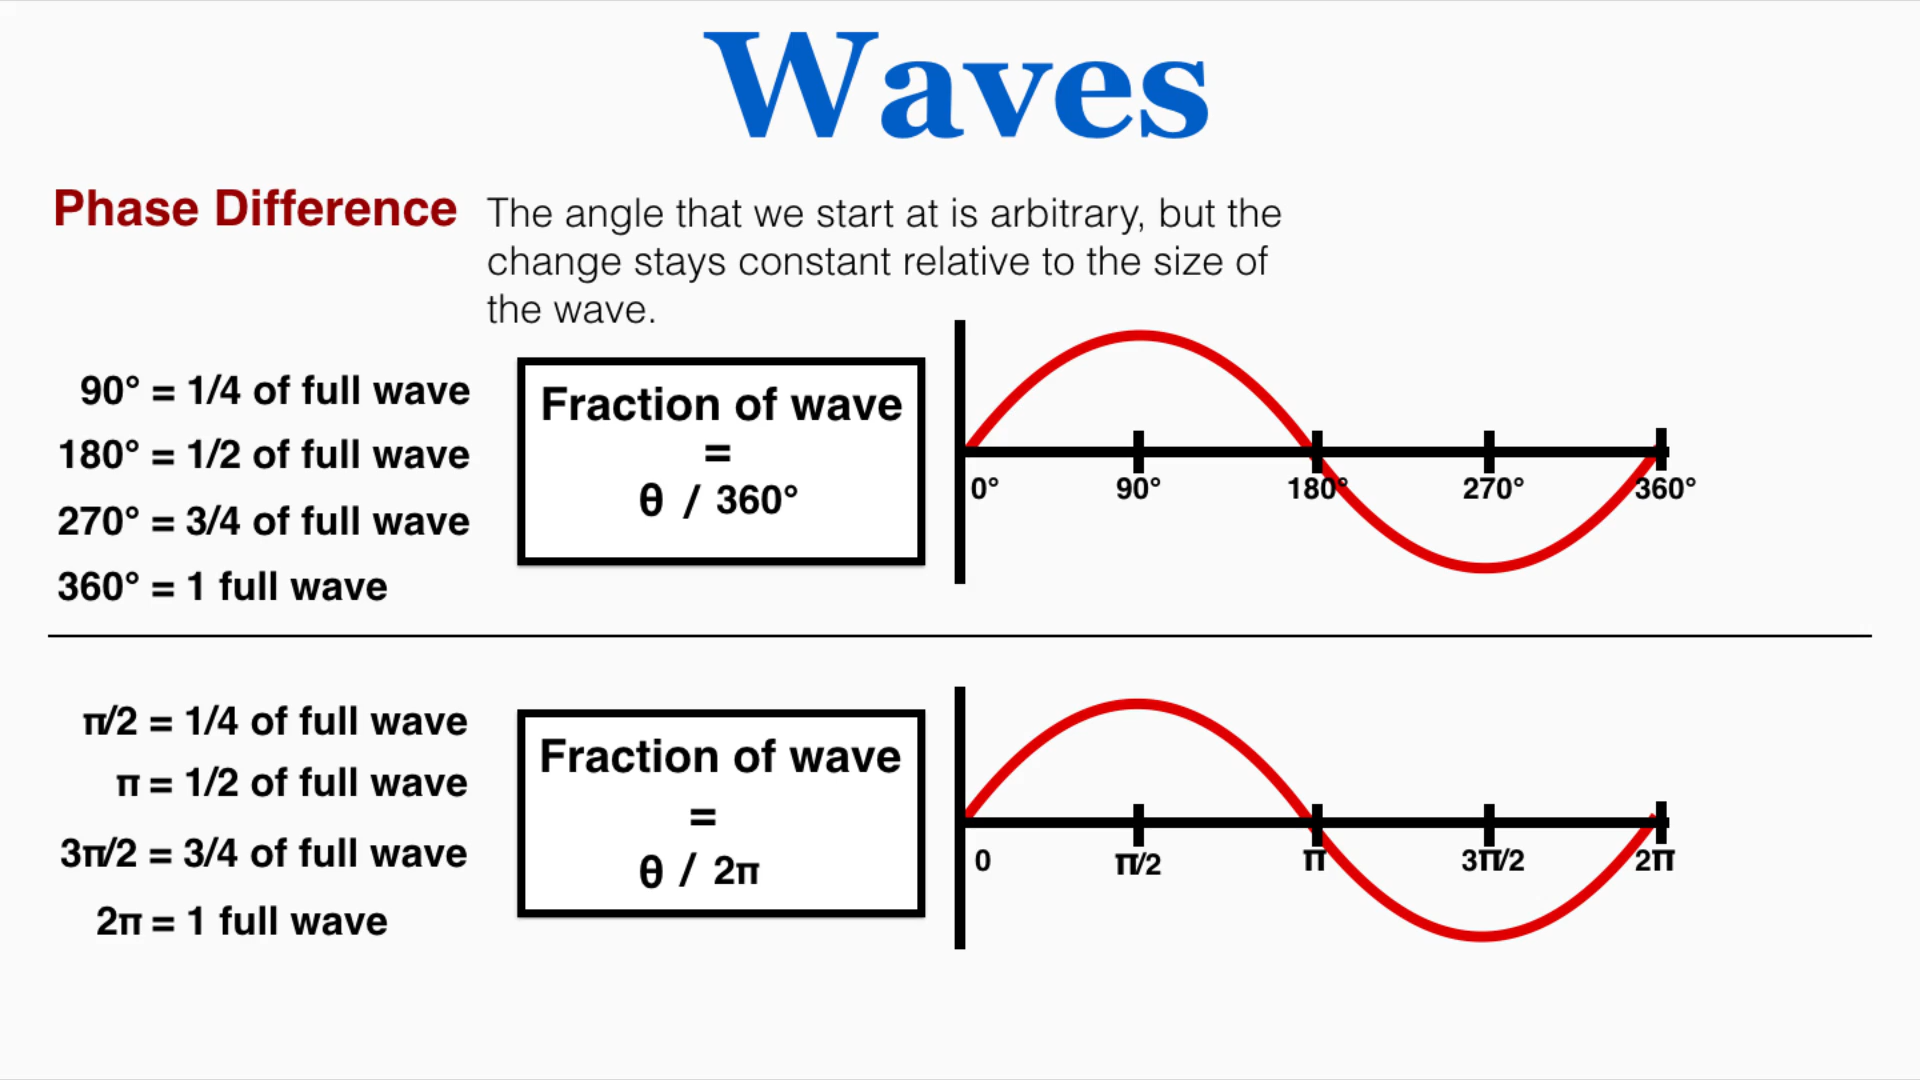 Waves
Phase Difference
The angle that we start at is arbitrary, but the
change stays constant relative to the size of
the wave.
90° = 1/4 of full wave
180° = 1/2 of full wave
270° = 3/4 of full wave
360° = 1 full wave
Fraction of wave
=
θ / 360°
0° 90° 180° 270° 360°
π/2 = 1/4 of full wave
π = 1/2 of full wave
3π/2 = 3/4 of full wave
2π = 1 full wave
Fraction of wave
=
θ / 2π
0 π/2 π 3π/2 2π